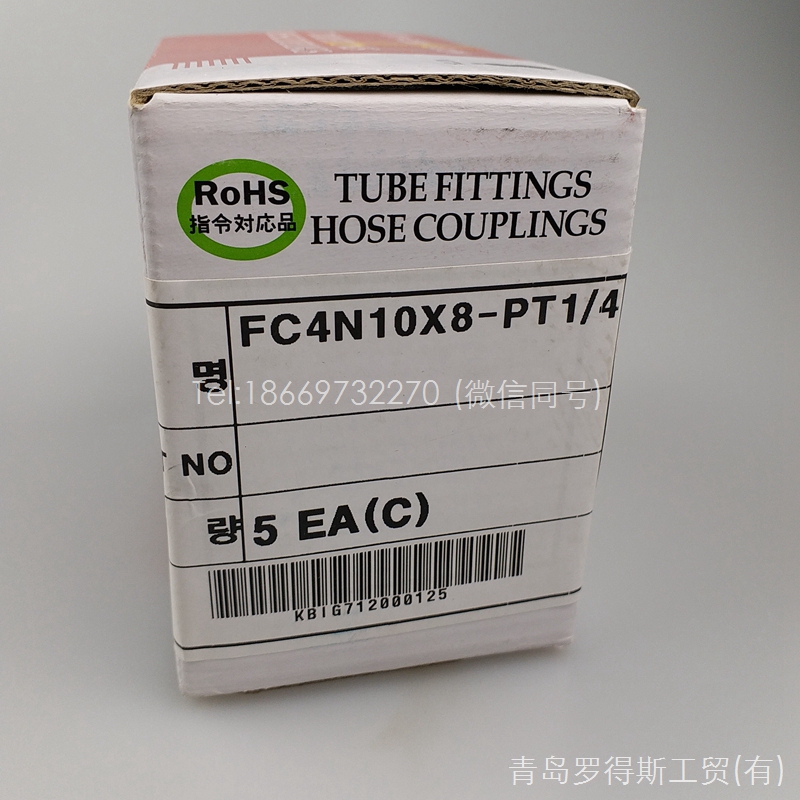 RoHS
指令対応品
TUBE FITTINGS
HOSE COUPLINGS
명
FC4N10X8-PT1/4
Tel:18669732270 (微信同号)
T NO
량
5 EA(C)
KBIG712000125
青岛罗得斯工贸(有)